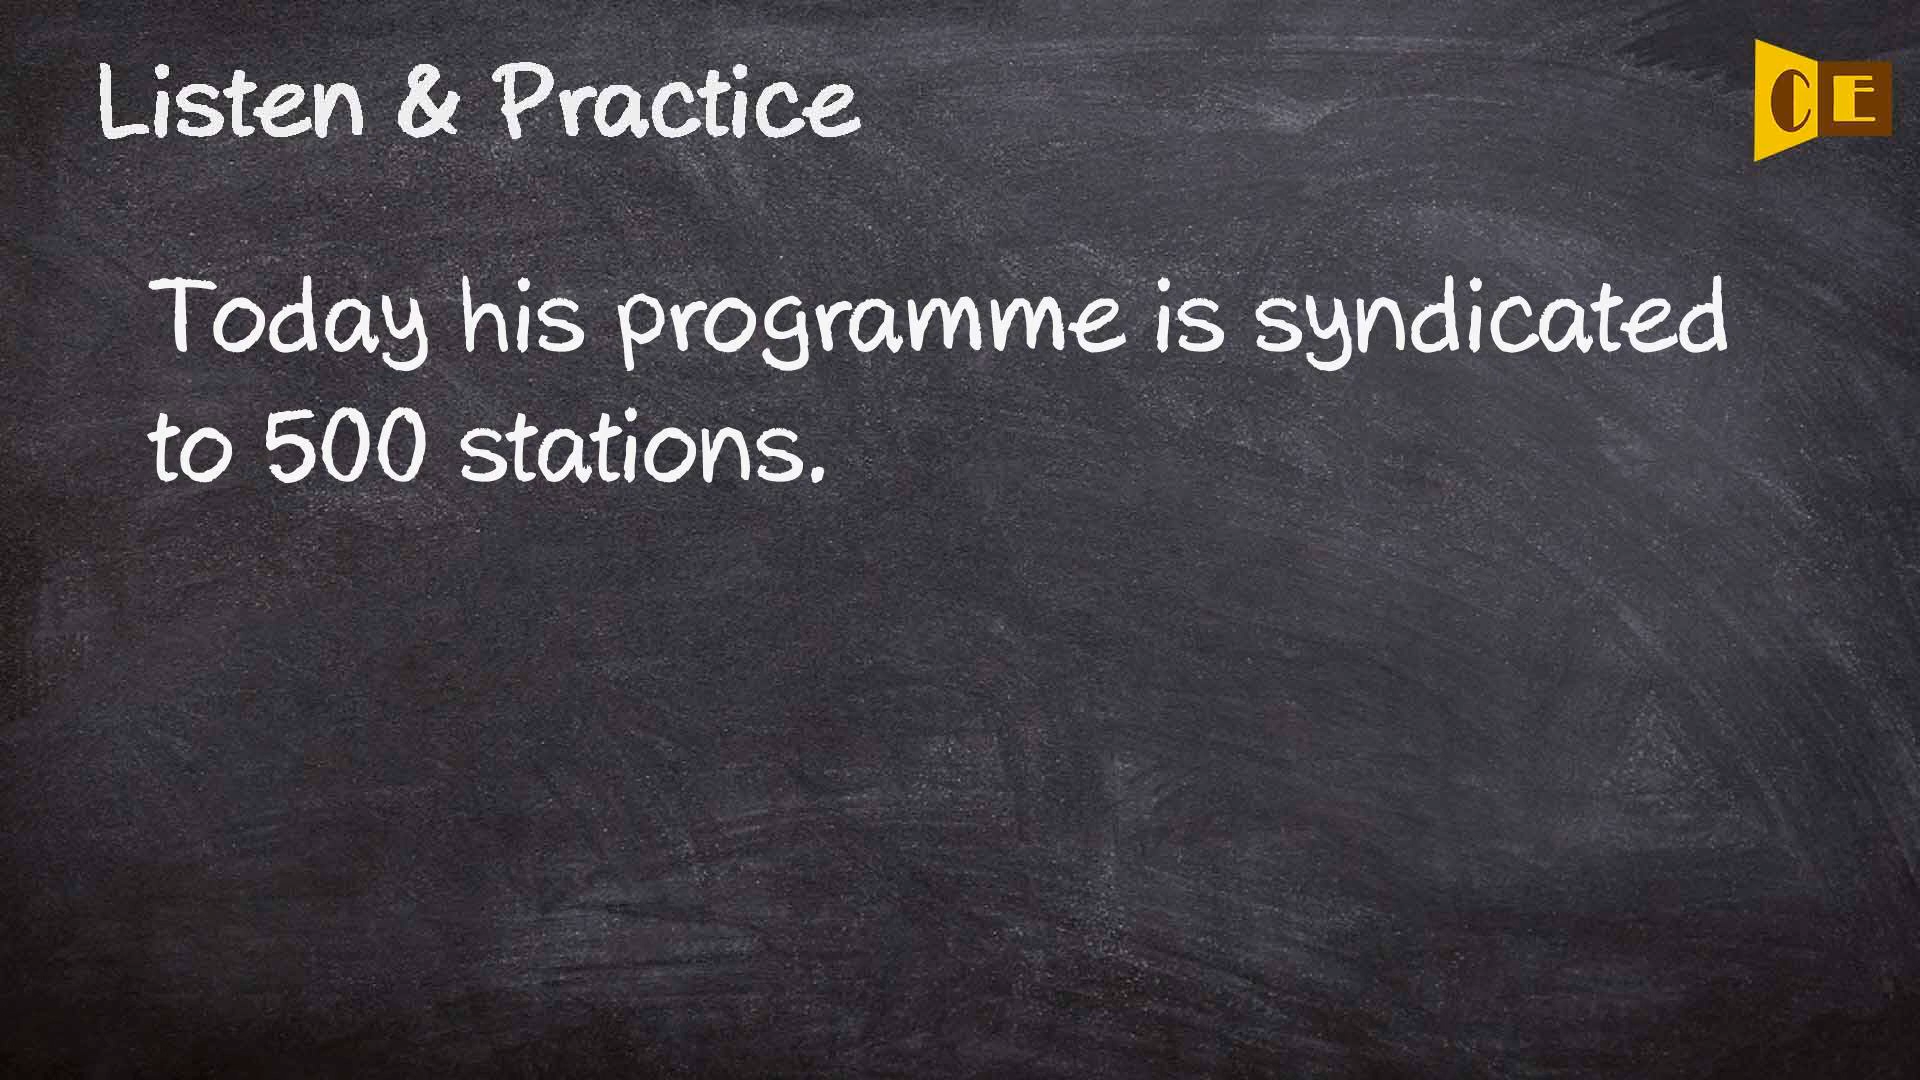 Listen & Practice
CE
Today his programme is syndicated
to 500 stations.